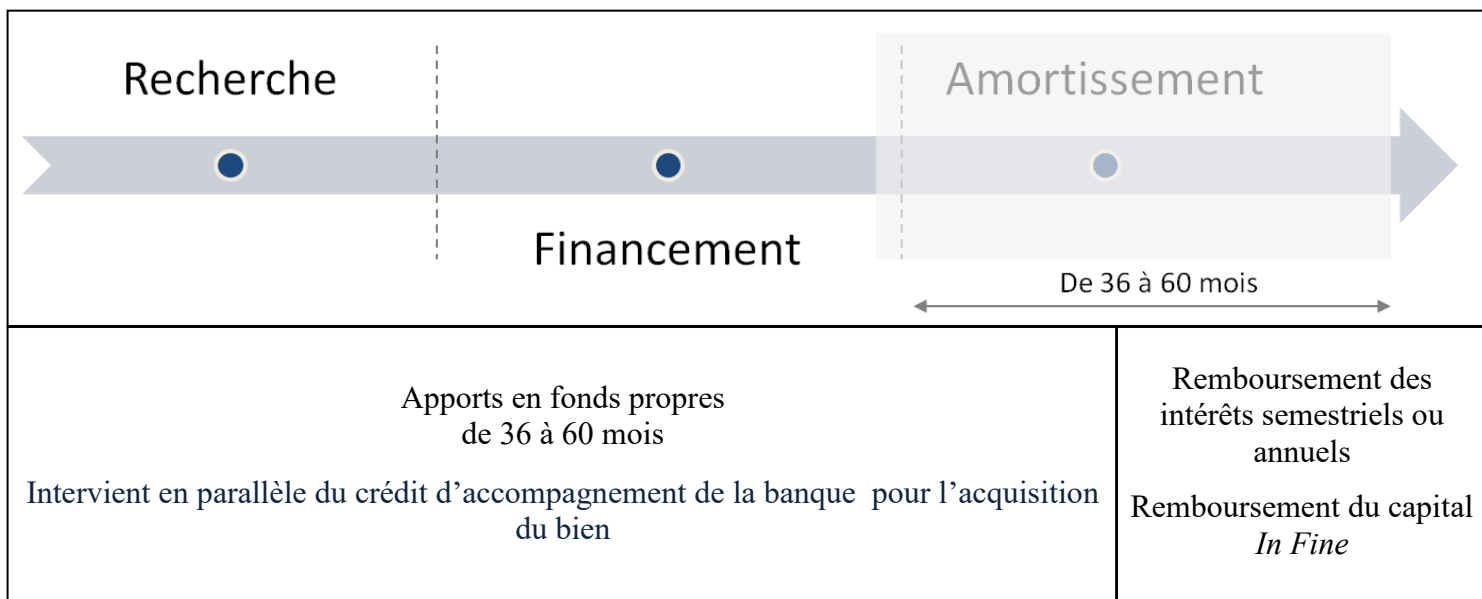 Recherche
Amortissement
Financement
De 36 à 60 mois
Apports en fonds propres
de 36 à 60 mois
Intervient en parallèle du crédit d’accompagnement de la banque pour l’acquisition
du bien
Remboursement des
intérêts semestriels ou
annuels
Remboursement du capital
In Fine